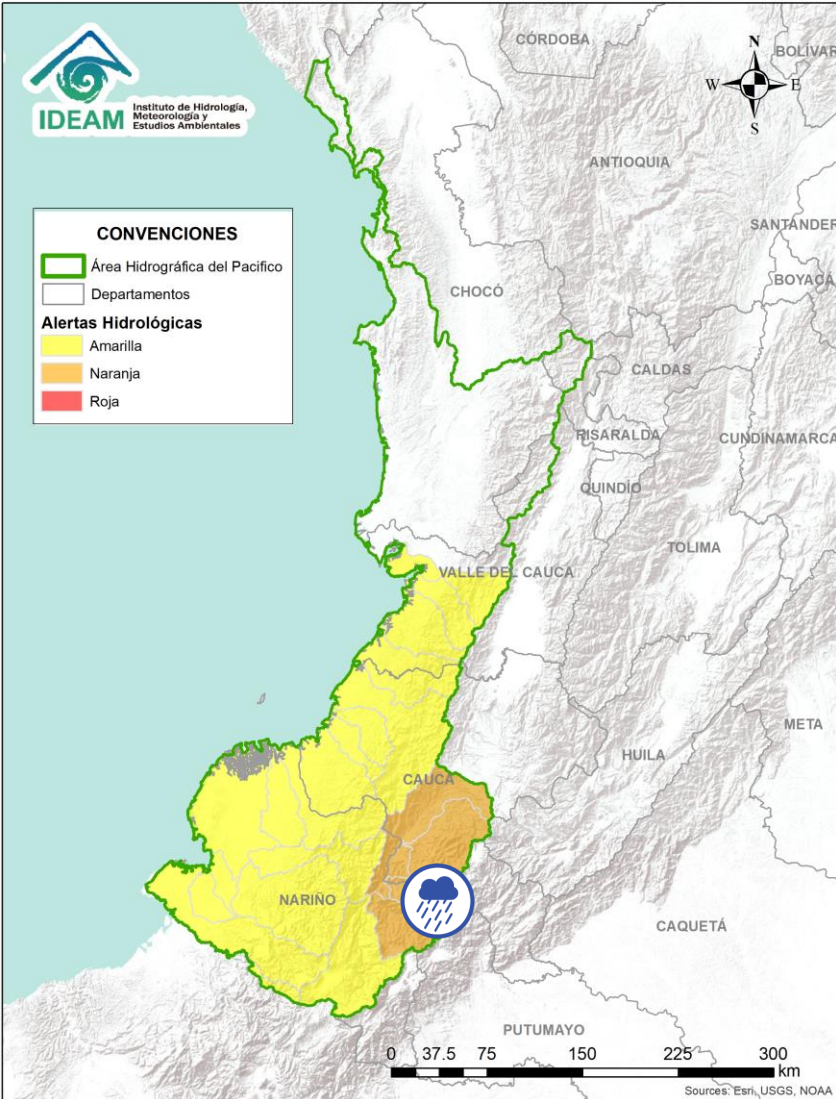 IDEAM
Instituto de Hidrología,
Meteorología y
Estudios Ambientales
CÓRDOBA
BOLÍVAR
N
W
E
S
ANTIOQUIA
CONVENCIONES
Área Hidrográfica del Pacifico
Departamentos
Alertas Hidrológicas
Amarilla
Naranja
Roja
SANTANDER
BOYACÁ
CHOCÓ
CALDAS
RISARALDA
CUNDINAMARCA
QUINDÍO
TOLIMA
VALLE DEL CAUCA
META
HUILA
CAUCA
NARIÑO
CAQUETÁ
PUTUMAYO
0 37.5 75 150 225 300
km
Sources: Esri, USGS, NOAA